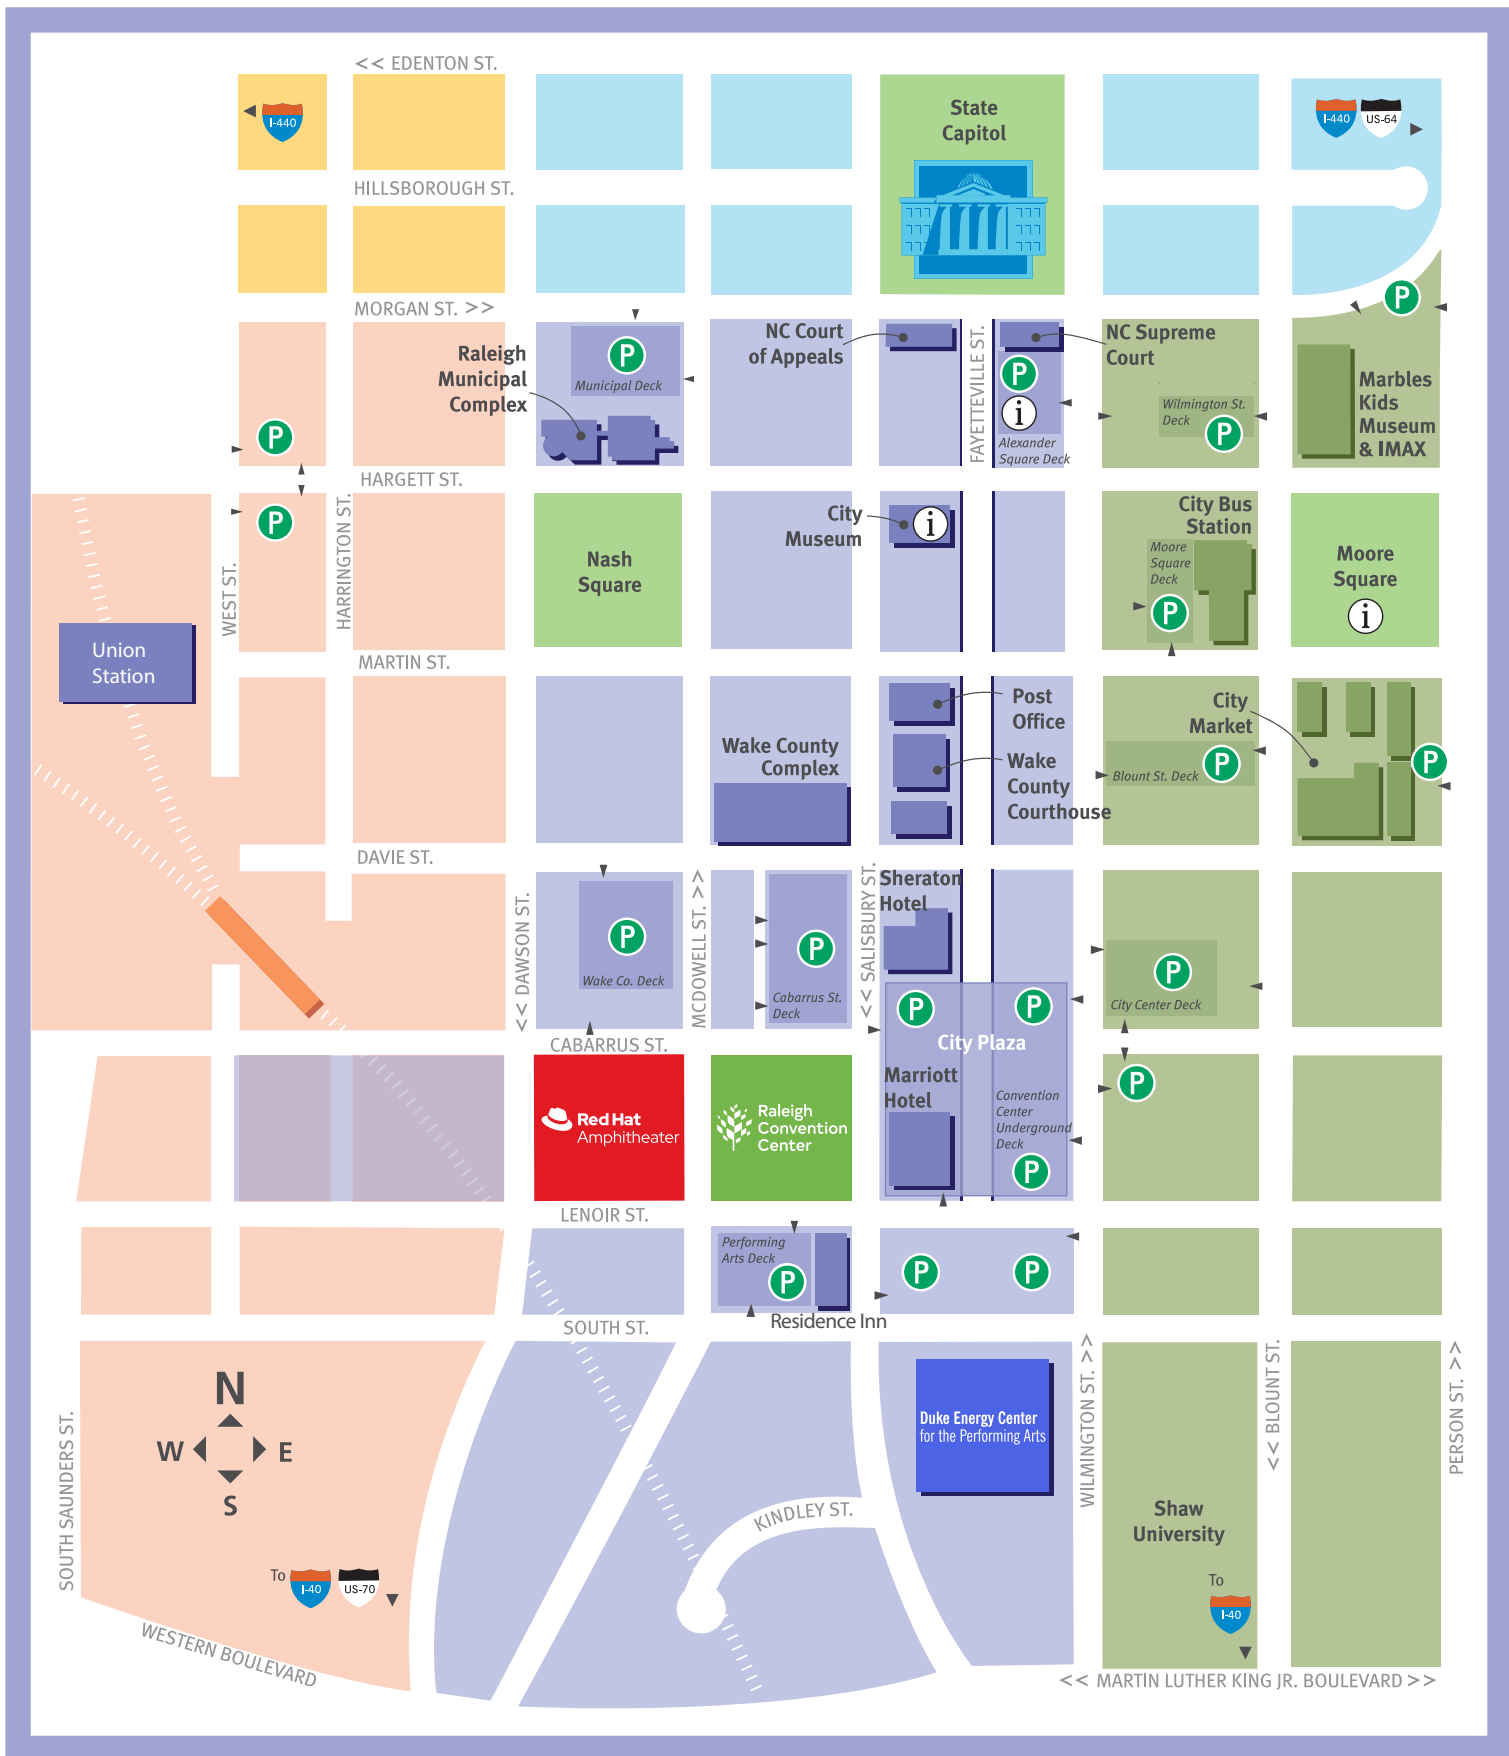 << EDENTON ST.
I-440
State
Capitol
I-440
US-64
HILLSBOROUGH ST.
MORGAN ST. >>
Raleigh
Municipal
Complex
P
Municipal Deck
NC Court
of Appeals
FAYETTEVILLE ST.
P
i
Alexander
Square Deck
NC Supreme
Court
Wilmington St.
Deck
P
P
Marbles
Kids
Museum
& IMAX
P
HARGETT ST.
P
WEST ST.
HARRINGTON ST.
Nash
Square
City
Museum
i
City Bus
Station
Moore
Square
Deck
P
Moore
Square
i
Union
Station
MARTIN ST.
Wake County
Complex
Post
Office
Wake
County
Courthouse
Blount St. Deck
P
City
Market
P
DAVIE ST.
<< DAWSON ST.
P
Wake Co. Deck
MCDOWELL ST. >>
P
Cabarrus St.
Deck
<< SALISBURY ST.
Sheraton
Hotel
P
P
City Plaza
P
City Center Deck
CABARRUS ST.
Red Hat
Amphitheater
Raleigh
Convention
Center
Marriott
Hotel
Convention
Center
Underground
Deck
P
P
LENOIR ST.
Performing
Arts Deck
P
P
P
Residence Inn
SOUTH ST.
N
W
E
S
SOUTH SAUNDERS ST.
Duke Energy Center
for the Performing Arts
WILMINGTON ST. >>
<< BLOUNT ST.
PERSON ST. >>
KINDLEY ST.
Shaw
University
To
I-40
US-70
To
I-40
WESTERN BOULEVARD
<< MARTIN LUTHER KING JR. BOULEVARD >>